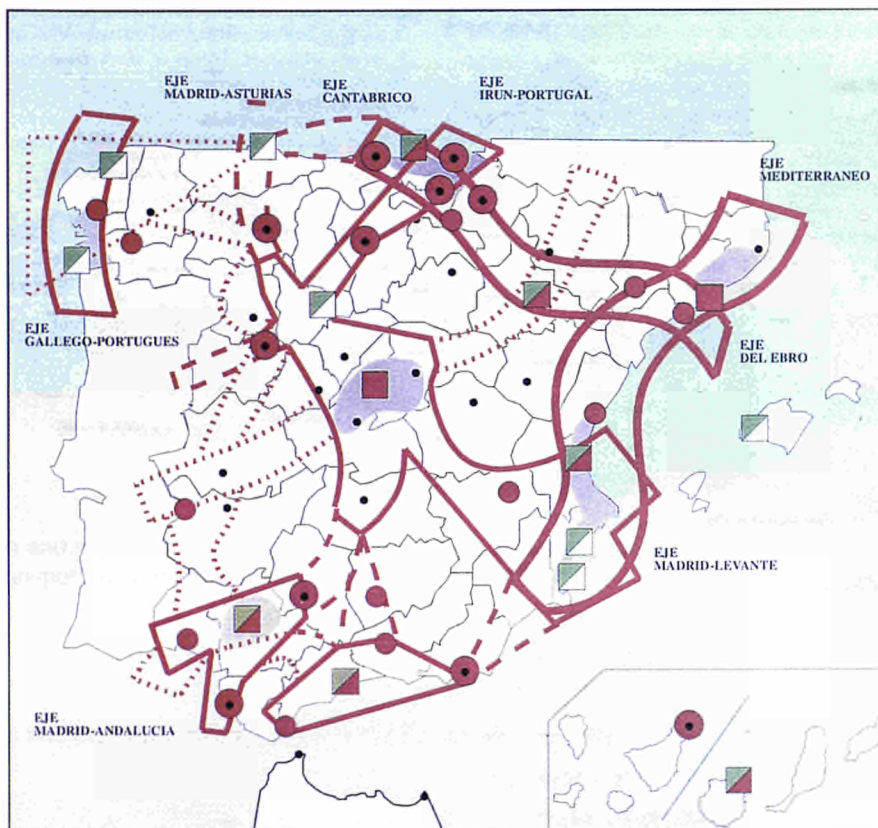 EJE
MADRID-ASTURIAS
EJE
CANTABRICO
EJE
IRUN-PORTUGAL
EJE
MEDITERRANEO
EJE
GALLEGO-PORTUGUES
EJE
DEL EBRO
EJE
MADRID-LEVANTE
EJE
MADRID-ANDALUCIA